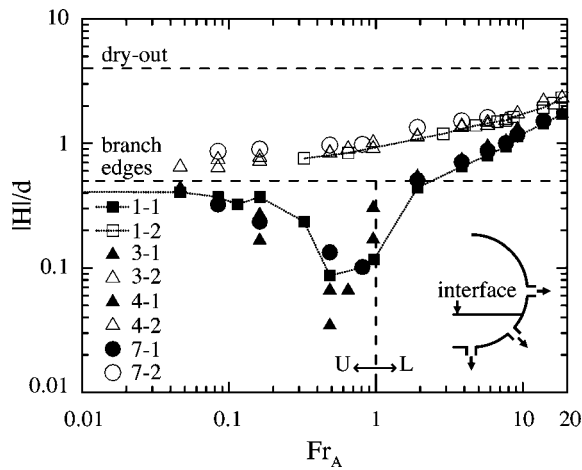 10
dry-out
1
branch
edges
||H||/d
1-1
1-2
3-1
3-2
4-1
4-2
7-1
7-2
0.1
0.01
interface
U L
0.01 0.1 1 10 20
Fr_A